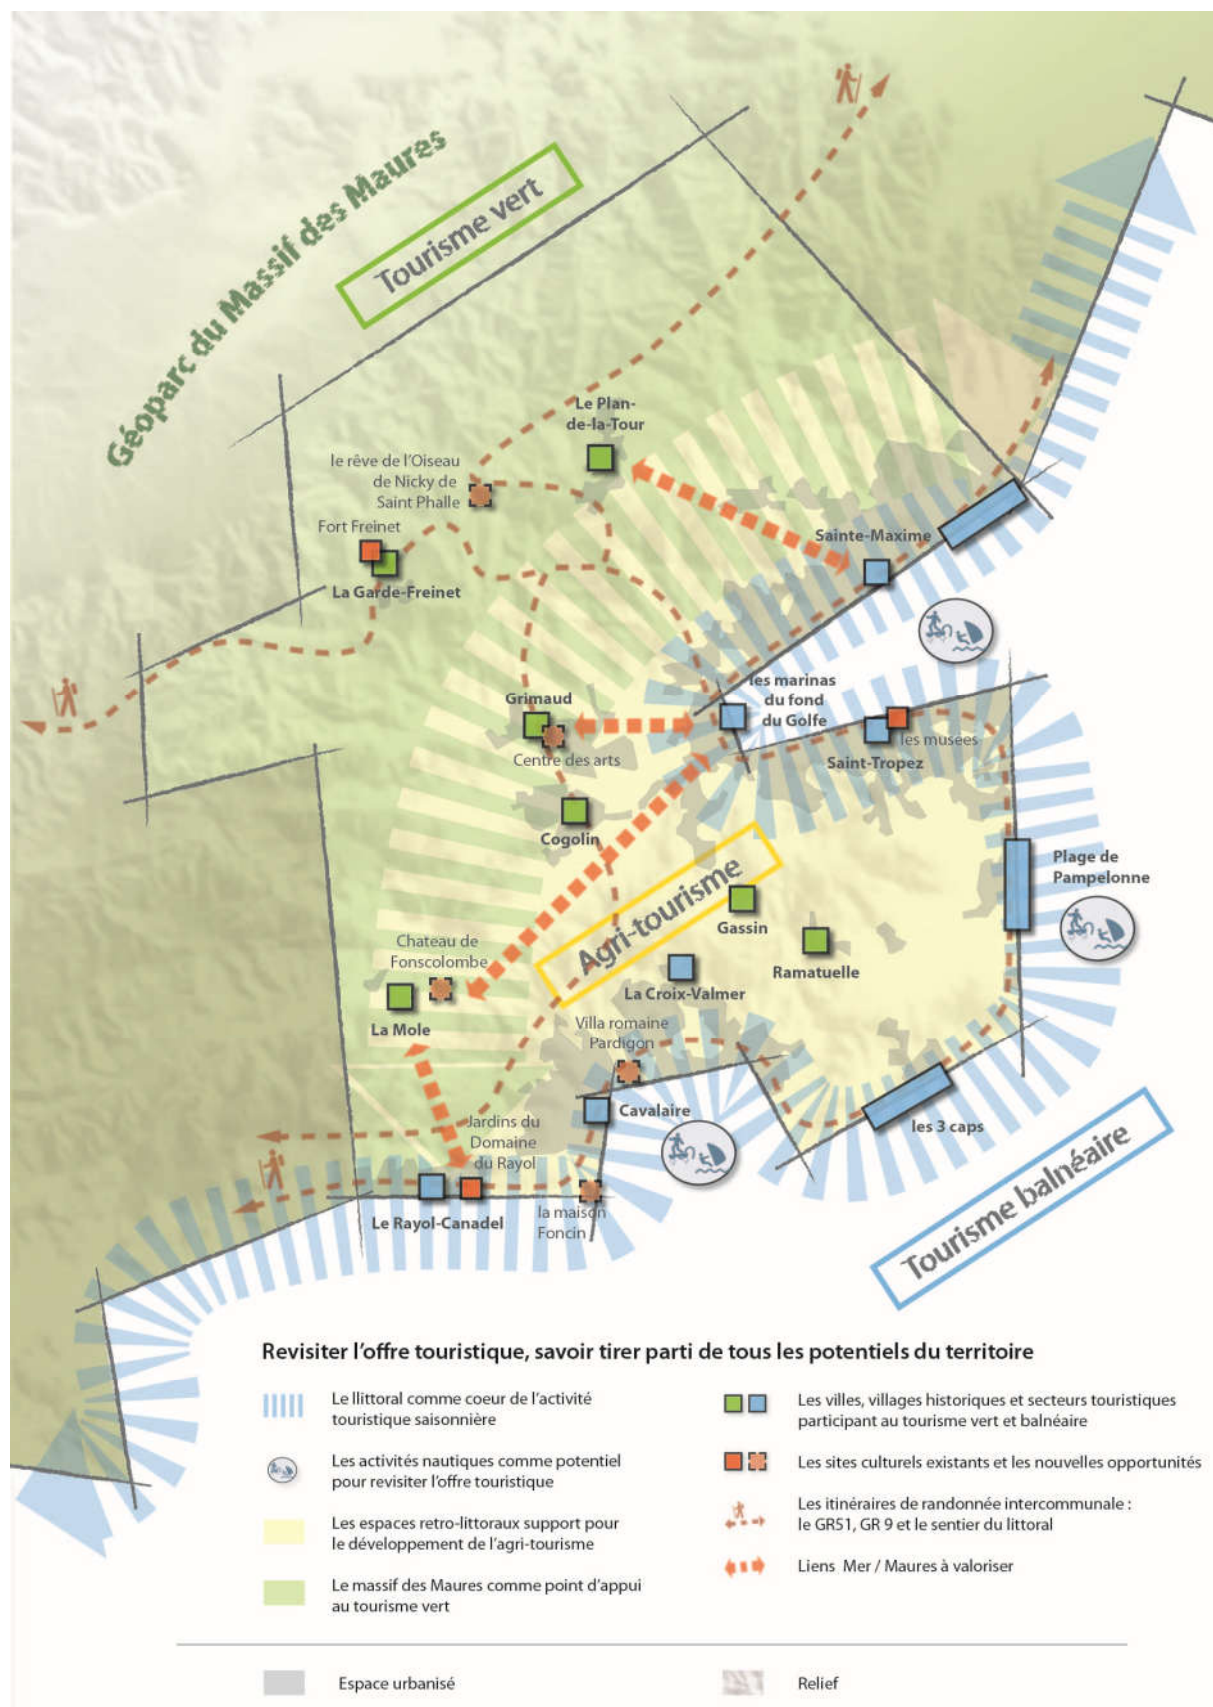 Géoparc du Massif des Maures
Tourisme vert
Le Plan-
de-la-Tour
le rêve de l'Oiseau
de Nicky de
Saint Phalle
Fort Freinet
La Garde-Freinet
Sainte-Maxime
Grimaud
Centre des arts
les marinas
du fond
du Golfe
les musées
Saint-Tropez
Cogolin
Plage de
Pampelonne
Agri-tourisme
Gassin
Ramatuelle
Chateau de
Fonscolombe
La Croix-Valmer
La Mole
Villa romaine
Pardigon
Cavalaire
les 3 caps
Jardins du
Domaine
du Rayol
Tourisme balnéaire
Le Rayol-Canadel
la maison
Foncin
Revisiter l'offre touristique, savoir tirer parti de tous les potentiels du territoire
Le llittoral comme coeur de l'activité
touristique saisonnière
Les activités nautiques comme potentiel
pour revisiter l'offre touristique
Les espaces retro-littoraux support pour
le développement de l'agri-tourisme
Le massif des Maures comme point d'appui
au tourisme vert
Les villes, villages historiques et secteurs touristiques
participant au tourisme vert et balnéaire
Les sites culturels existants et les nouvelles opportunités
Les itinéraires de randonnée intercommunale :
le GR51, GR 9 et le sentier du littoral
Liens Mer / Maures à valoriser
Espace urbanisé
Relief